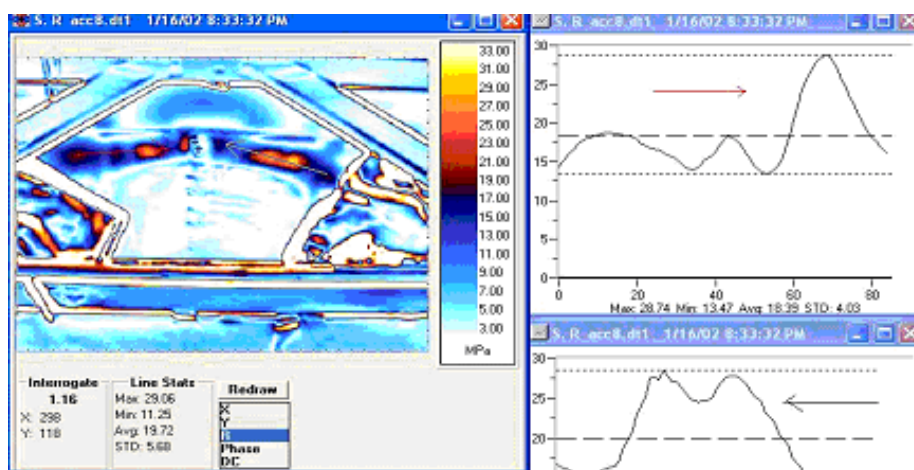 S. R_acc8.dt1 1/16/02 8:33:32 PM
33.00
31.00
29.00
27.00
25.00
23.00
21.00
19.00
17.00
15.00
13.00
11.00
9.00
7.00
5.00
3.00
MPa
Interrogate
1.16
X: 298
Y: 118
Line Stats
Max: 29.06
Min: 11.25
Avg: 19.72
STD: 5.68
Redraw
X
Y
R
Phase
DC
S. R_acc8.dt1 1/16/02 8:33:32 PM
30
25
20
15
10
5
0
0 20 40 60 80
Max: 28.74 Min: 13.47 Avg: 18.39 STD: 4.03
S. R_acc8.dt1 1/16/02 8:33:32 PM
30
20